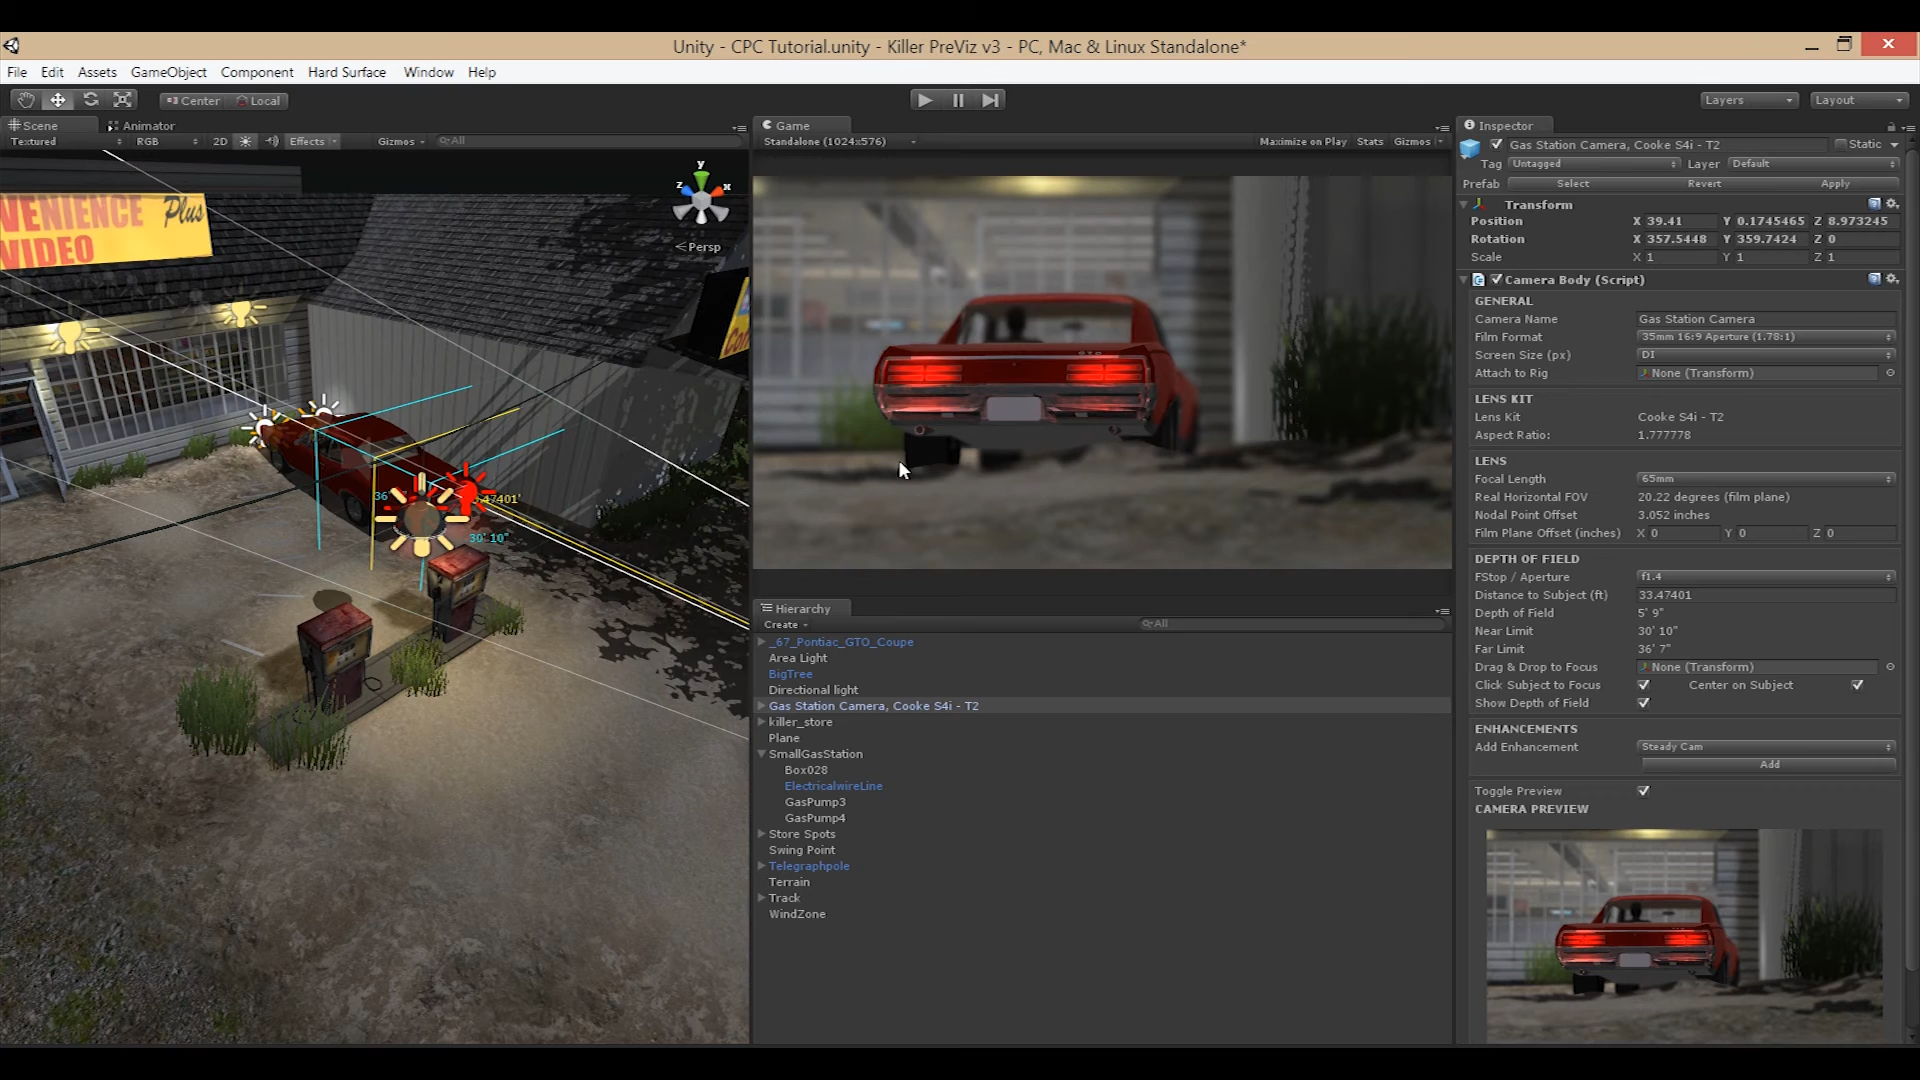 Unity - CPC Tutorial.unity - Killer PreViz v3 - PC, Mac & Linux Standalone*
File Edit Assets GameObject Component Hard Surface Window Help
Center Local
Layers Layout
Scene Animator
Textured RGB 2D Effects Gizmos All
VENIENCE Plus
VIDEO
y
z x
Persp
36'
33.47401'
30' 10"
Game
Standalone (1024x576) Maximize on Play Stats Gizmos
GTO
Hierarchy
Create All
_67_Pontiac_GTO_Coupe
Area Light
BigTree
Directional light
Gas Station Camera, Cooke S4i - T2
killer_store
Plane
SmallGasStation
Box028
ElectricalwireLine
GasPump3
GasPump4
Store Spots
Swing Point
Telegraphpole
Terrain
Track
WindZone
Inspector
Gas Station Camera, Cooke S4i - T2 Static
Tag Untagged Layer Default
Prefab Select Revert Apply
Transform
Position X 39.41 Y 0.1745465 Z 8.973245
Rotation X 357.5448 Y 359.7424 Z 0
Scale X 1 Y 1 Z 1
Camera Body (Script)
GENERAL
Camera Name Gas Station Camera
Film Format 35mm 16:9 Aperture (1.78:1)
Screen Size (px) DI
Attach to Rig None (Transform)
LENS KIT
Lens Kit Cooke S4i - T2
Aspect Ratio: 1.777778
LENS
Focal Length 65mm
Real Horizontal FOV 20.22 degrees (film plane)
Nodal Point Offset 3.052 inches
Film Plane Offset (inches) X 0 Y 0 Z 0
DEPTH OF FIELD
FStop / Aperture f1.4
Distance to Subject (ft) 33.47401
Depth of Field 5' 9"
Near Limit 30' 10"
Far Limit 36' 7"
Drag & Drop to Focus None (Transform)
Click Subject to Focus Center on Subject
Show Depth of Field
ENHANCEMENTS
Add Enhancement Steady Cam
Add
Toggle Preview
CAMERA PREVIEW